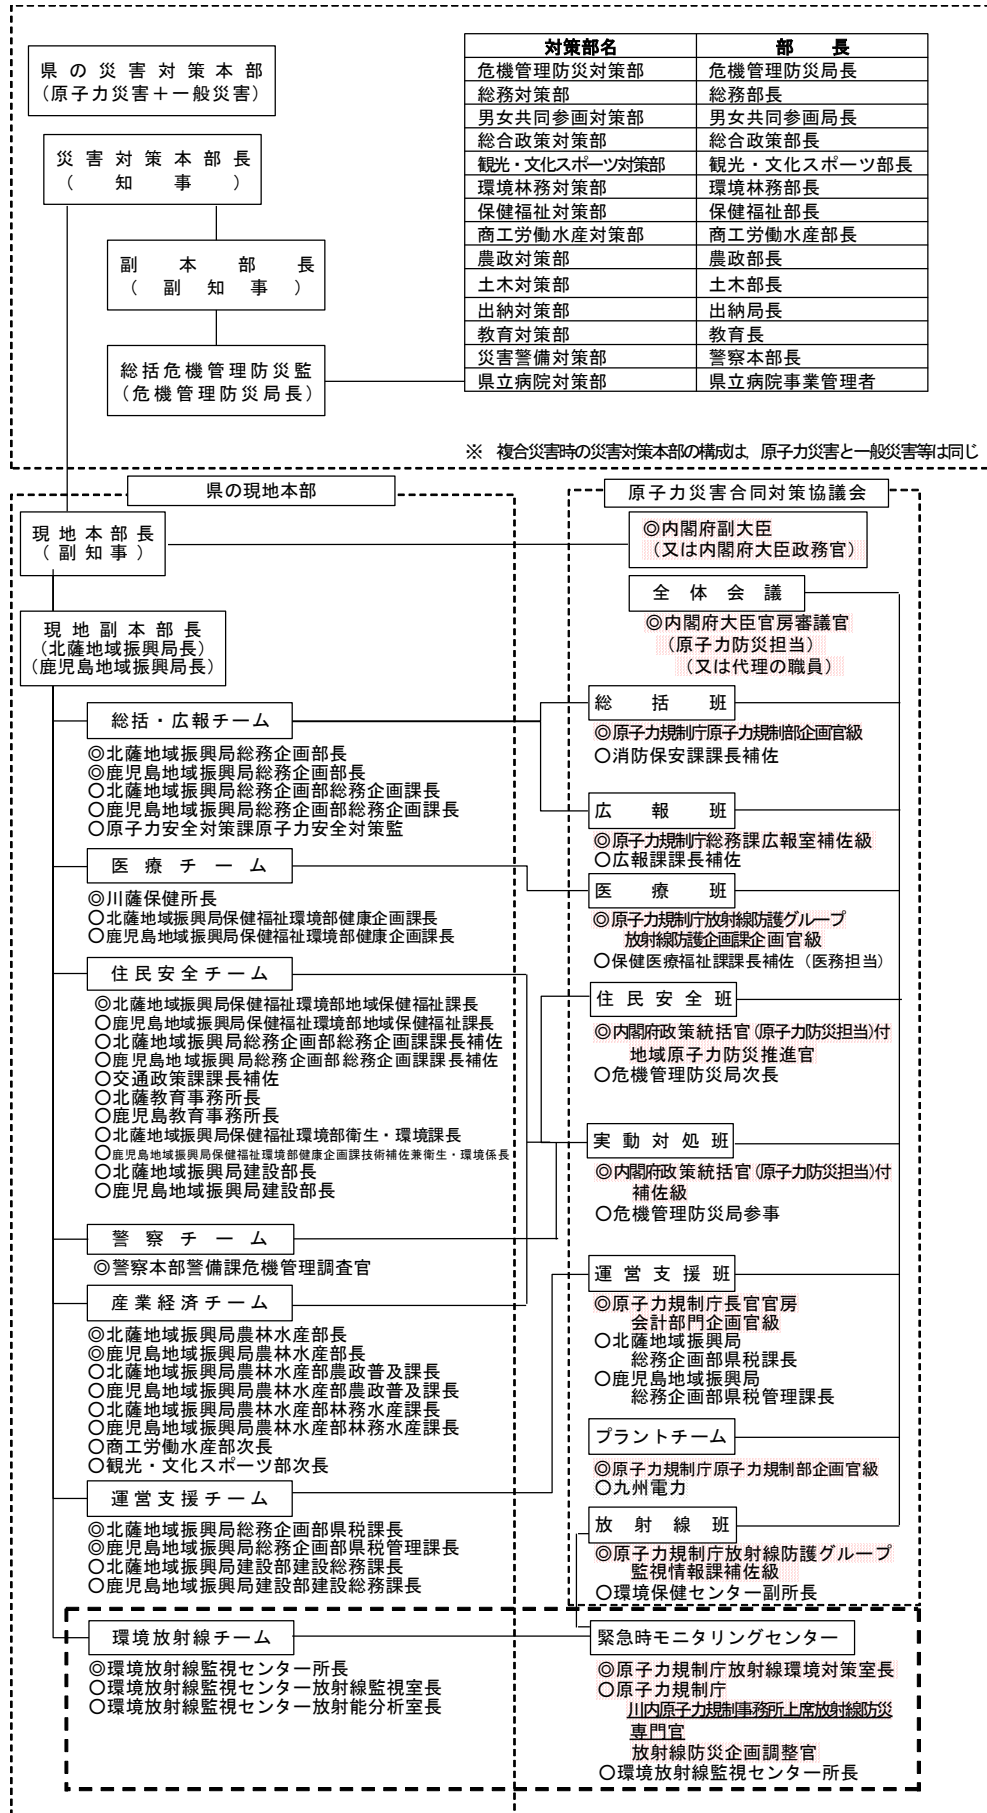 県の災害対策本部
（原子力災害＋一般災害）
災害対策本部長
（知事）
副本部長
（副知事）
総括危機管理防災監
（危機管理防災局長）
対策部名 部長
危機管理防災対策部 危機管理防災局長
総務対策部 総務部長
男女共同参画対策部 男女共同参画局長
総合政策対策部 総合政策部長
観光・文化スポーツ対策部 観光・文化スポーツ部長
環境林務対策部 環境林務部長
保健福祉対策部 保健福祉部長
商工労働水産対策部 商工労働水産部長
農政対策部 農政部長
土木対策部 土木部長
出納対策部 出納局長
教育対策部 教育長
災害警備対策部 警察本部長
県立病院対策部 県立病院事業管理者
※ 複合災害時の災害対策本部の構成は，原子力災害と一般災害等は同じ
県の現地本部
現地本部長
（副知事）
現地副本部長
（北薩地域振興局長）
（鹿児島地域振興局長）
総括・広報チーム
◎北薩地域振興局総務企画部長
◎鹿児島地域振興局総務企画部長
○北薩地域振興局総務企画部総務企画課長
○鹿児島地域振興局総務企画部総務企画課長
○原子力安全対策課原子力安全対策監
医療チーム
◎川薩保健所長
○北薩地域振興局保健福祉環境部健康企画課長
○鹿児島地域振興局保健福祉環境部健康企画課長
住民安全チーム
◎北薩地域振興局保健福祉環境部地域保健福祉課長
○鹿児島地域振興局保健福祉環境部地域保健福祉課長
○北薩地域振興局総務企画部総務企画課課長補佐
○鹿児島地域振興局総務企画部総務企画課課長補佐
○交通政策課課長補佐
○北薩教育事務所長
○鹿児島教育事務所長
○北薩地域振興局保健福祉環境部衛生・環境課長
○鹿児島地域振興局保健福祉環境部健康企画課技術補佐兼衛生・環境係長
○北薩地域振興局建設部長
○鹿児島地域振興局建設部長
警察チーム
◎警察本部警備課危機管理調査官
産業経済チーム
◎北薩地域振興局農林水産部長
◎鹿児島地域振興局農林水産部長
○北薩地域振興局農林水産部農政普及課長
○鹿児島地域振興局農林水産部農政普及課長
○北薩地域振興局農林水産部林務水産課長
○鹿児島地域振興局農林水産部林務水産課長
○商工労働水産部次長
○観光・文化スポーツ部次長
運営支援チーム
◎北薩地域振興局総務企画部県税課長
◎鹿児島地域振興局総務企画部県税管理課長
○北薩地域振興局建設部建設総務課長
○鹿児島地域振興局建設部建設総務課長
環境放射線チーム
◎環境放射線監視センター所長
○環境放射線監視センター放射線監視室長
○環境放射線監視センター放射能分析室長
原子力災害合同対策協議会
◎内閣府副大臣
（又は内閣府大臣政務官）
全体会議
◎内閣府大臣官房審議官
（原子力防災担当）
（又は代理の職員）
総括班
◎原子力規制庁原子力規制部企画官級
○消防保安課課長補佐
広報班
◎原子力規制庁総務課広報室補佐級
○広報課課長補佐
医療班
◎原子力規制庁放射線防護グループ
放射線防護企画課企画官級
○保健医療福祉課課長補佐（医務担当）
住民安全班
◎内閣府政策統括官（原子力防災担当）付
地域原子力防災推進官
○危機管理防災局次長
実動対処班
◎内閣府政策統括官（原子力防災担当）付
補佐級
○危機管理防災局参事
運営支援班
◎原子力規制庁長官官房
会計部門企画官級
○北薩地域振興局
総務企画部県税課長
○鹿児島地域振興局
総務企画部県税管理課長
プラントチーム
◎原子力規制庁原子力規制部企画官級
○九州電力
放射線班
◎原子力規制庁放射線防護グループ
監視情報課補佐級
○環境保健センター副所長
緊急時モニタリングセンター
◎原子力規制庁放射線環境対策室長
○原子力規制庁
川内原子力規制事務所上席放射線防災
専門官
放射線防災企画調整官
○環境放射線監視センター所長